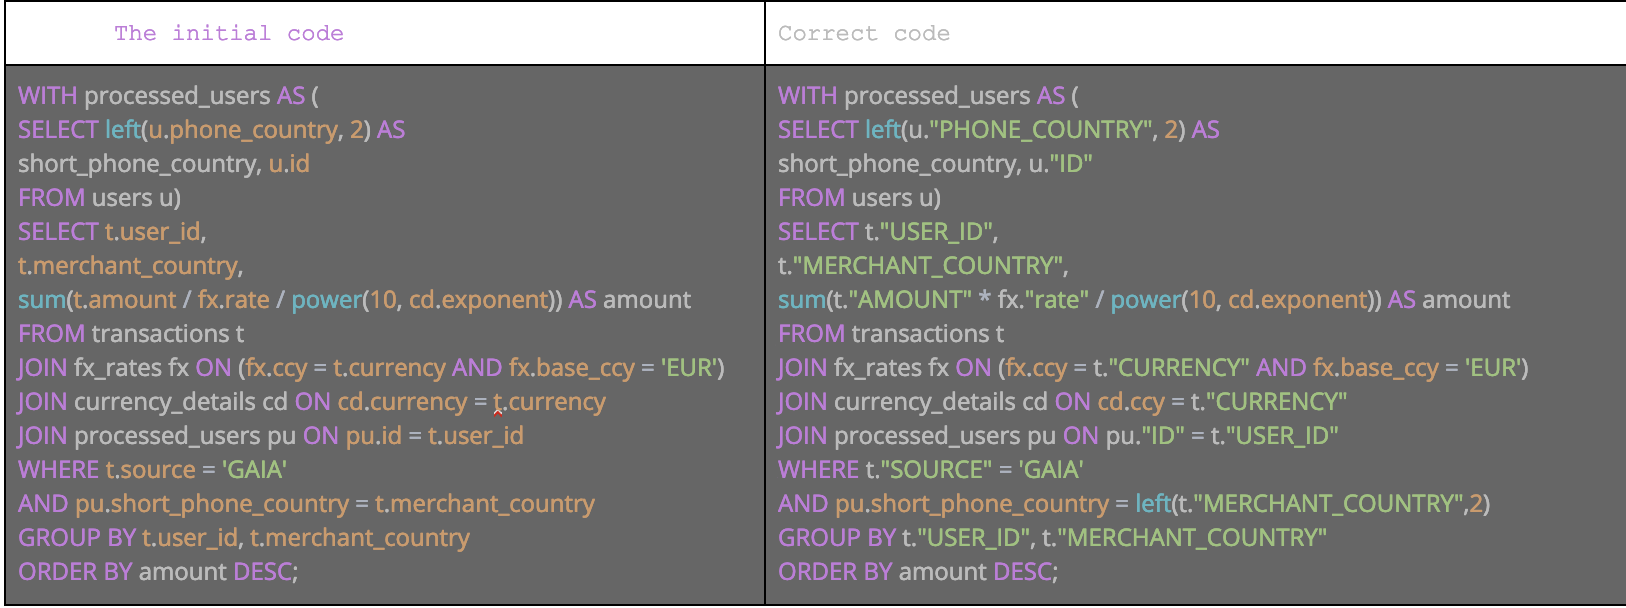 The initial code
WITH processed_users AS (
SELECT left(u.phone_country, 2) AS
short_phone_country, u.id
FROM users u)
SELECT t.user_id,
t.merchant_country,
sum(t.amount / fx.rate / power(10, cd.exponent)) AS amount
FROM transactions t
JOIN fx_rates fx ON (fx.ccy = t.currency AND fx.base_ccy = 'EUR')
JOIN currency_details cd ON cd.currency = t.currency
JOIN processed_users pu ON pu.id = t.user_id
WHERE t.source = 'GAIA'
AND pu.short_phone_country = t.merchant_country
GROUP BY t.user_id, t.merchant_country
ORDER BY amount DESC;
Correct code
WITH processed_users AS (
SELECT left(u."PHONE_COUNTRY", 2) AS
short_phone_country, u."ID"
FROM users u)
SELECT t."USER_ID",
t."MERCHANT_COUNTRY",
sum(t."AMOUNT" * fx."rate" / power(10, cd.exponent)) AS amount
FROM transactions t
JOIN fx_rates fx ON (fx.ccy = t."CURRENCY" AND fx.base_ccy = 'EUR')
JOIN currency_details cd ON cd.ccy = t."CURRENCY"
JOIN processed_users pu ON pu."ID" = t."USER_ID"
WHERE t."SOURCE" = 'GAIA'
AND pu.short_phone_country = left(t."MERCHANT_COUNTRY",2)
GROUP BY t."USER_ID", t."MERCHANT_COUNTRY"
ORDER BY amount DESC;